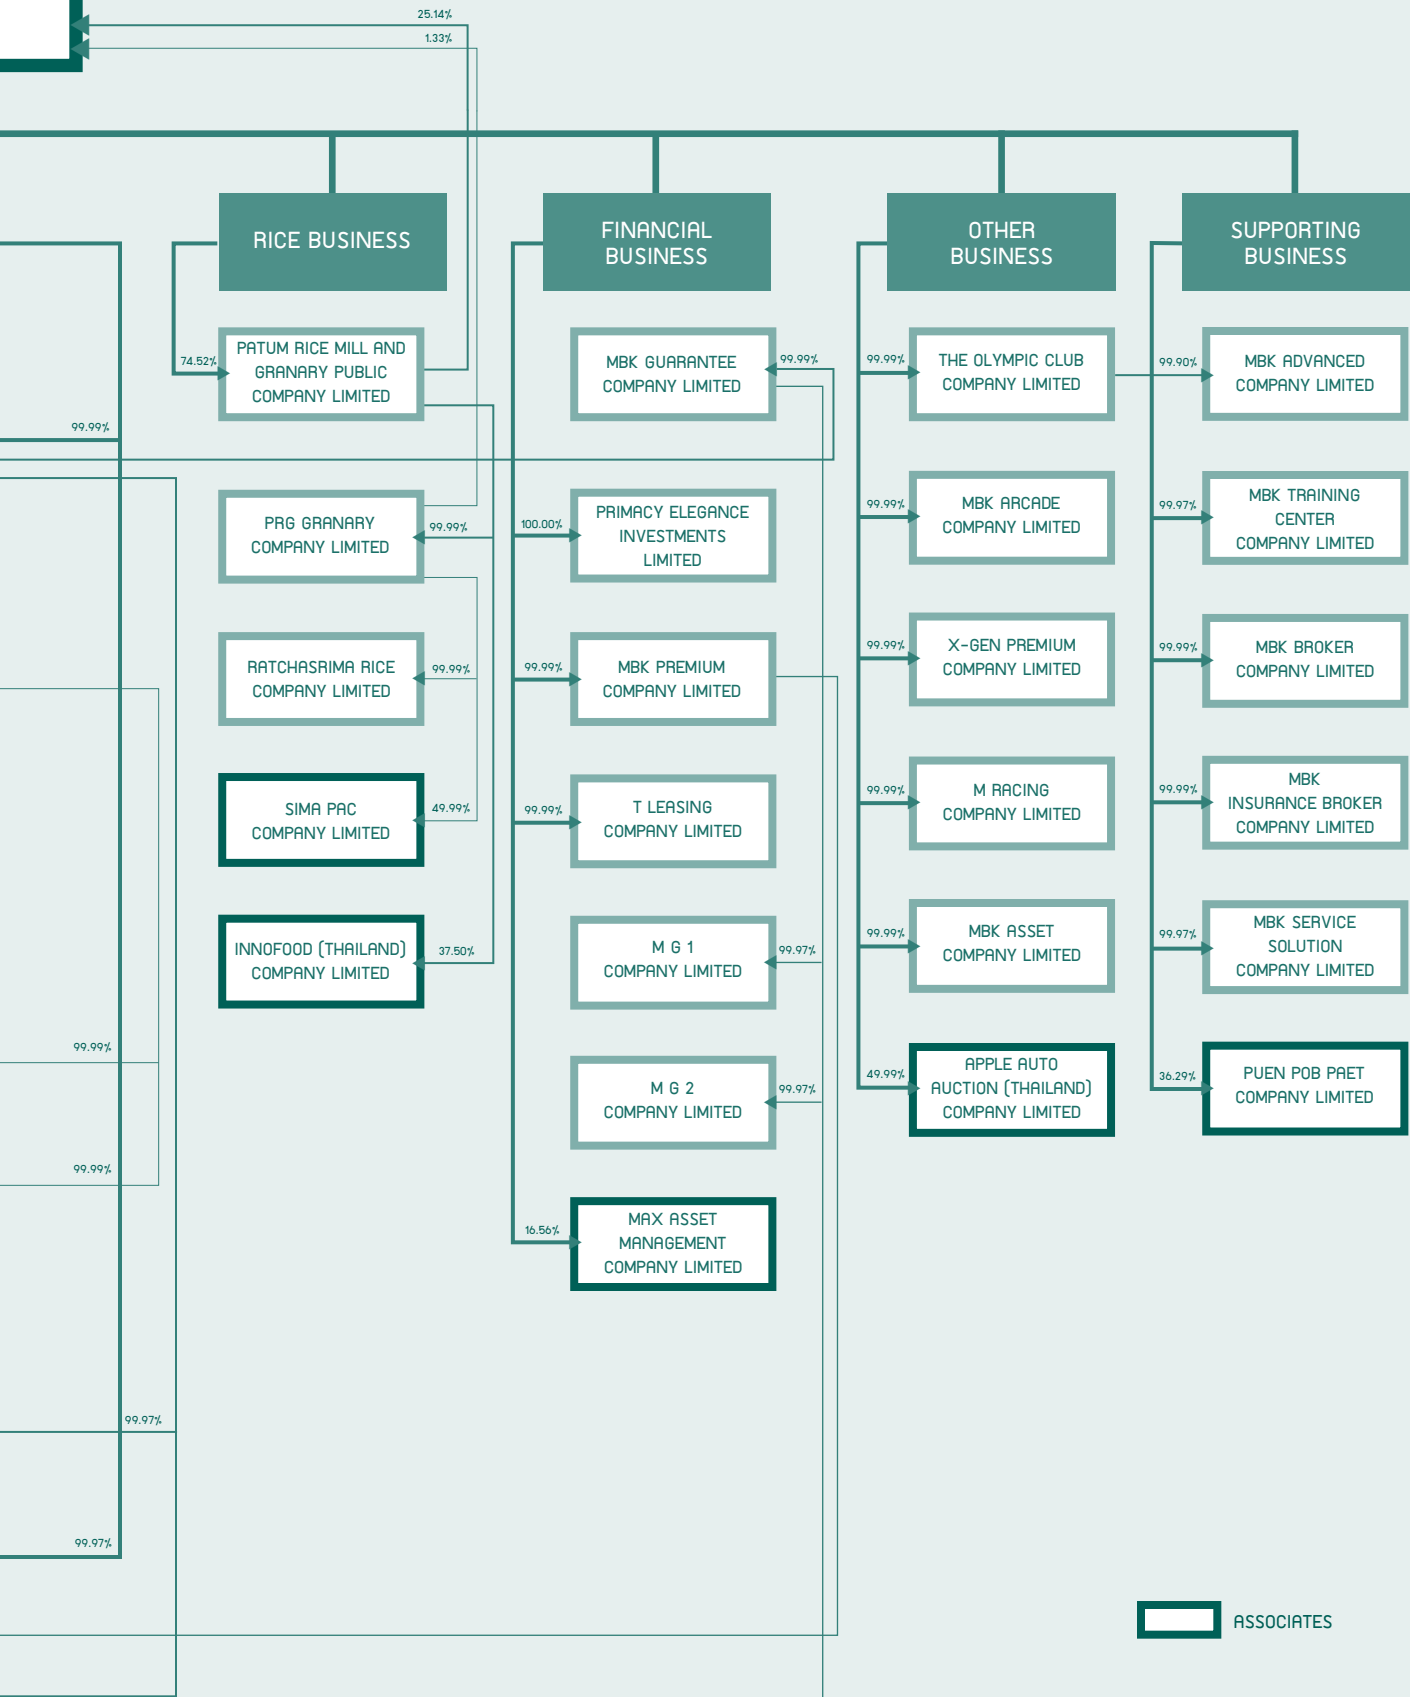 25.14%
1.33%
RICE BUSINESS
FINANCIAL
BUSINESS
OTHER
BUSINESS
SUPPORTING
BUSINESS
74.52%
PATUM RICE MILL AND
GRANARY PUBLIC
COMPANY LIMITED
MBK GUARANTEE
COMPANY LIMITED
99.99%
99.99%
THE OLYMPIC CLUB
COMPANY LIMITED
99.90%
MBK ADVANCED
COMPANY LIMITED
99.99%
PRG GRANARY
COMPANY LIMITED
99.99%
100.00%
PRIMACY ELEGANCE
INVESTMENTS
LIMITED
99.99%
MBK ARCADE
COMPANY LIMITED
99.97%
MBK TRAINING
CENTER
COMPANY LIMITED
RATCHASRIMA RICE
COMPANY LIMITED
99.99%
99.99%
MBK PREMIUM
COMPANY LIMITED
99.99%
X-GEN PREMIUM
COMPANY LIMITED
99.99%
MBK BROKER
COMPANY LIMITED
SIMA PAC
COMPANY LIMITED
49.99%
99.99%
T LEASING
COMPANY LIMITED
99.99%
M RACING
COMPANY LIMITED
99.99%
MBK
INSURANCE BROKER
COMPANY LIMITED
INNOFOOD (THAILAND)
COMPANY LIMITED
37.50%
M G 1
COMPANY LIMITED
99.97%
99.99%
MBK ASSET
COMPANY LIMITED
99.97%
MBK SERVICE
SOLUTION
COMPANY LIMITED
99.99%
M G 2
COMPANY LIMITED
99.97%
49.99%
APPLE AUTO
AUCTION (THAILAND)
COMPANY LIMITED
36.29%
PUEN POB PAET
COMPANY LIMITED
99.99%
16.56%
MAX ASSET
MANAGEMENT
COMPANY LIMITED
99.97%
99.97%
ASSOCIATES